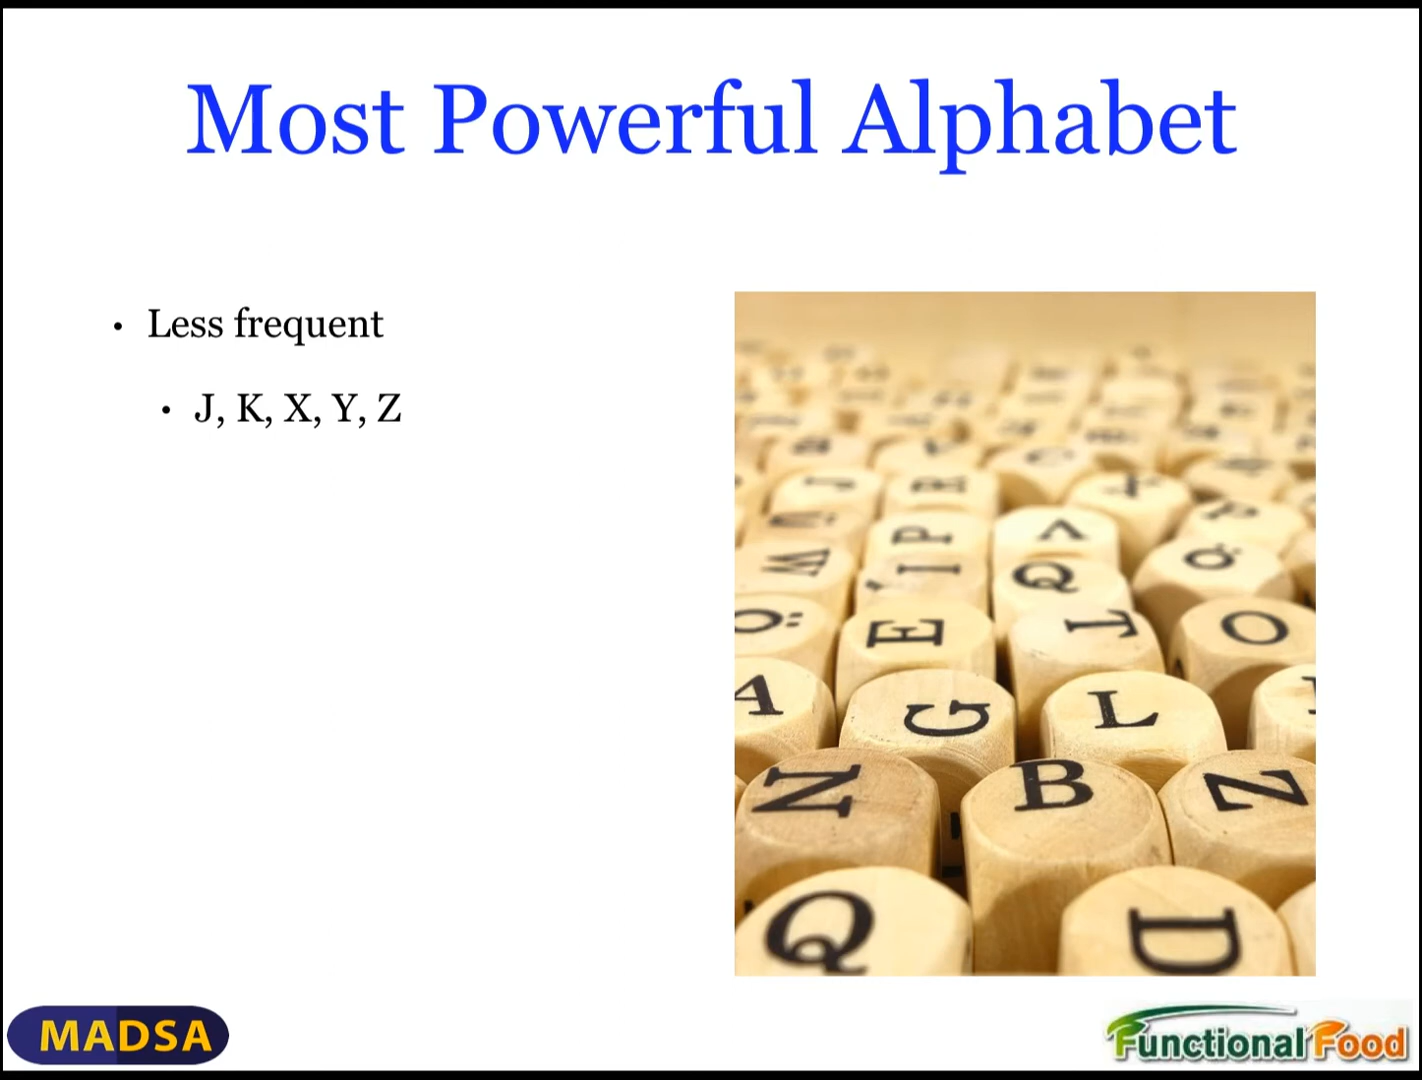 Most Powerful Alphabet
• Less frequent
• J, K, X, Y, Z
J
R
W
I P
V
Q
Ö
E
T
O
A
G
L
Z
B
N
Q
D
MADSA
Functional Food